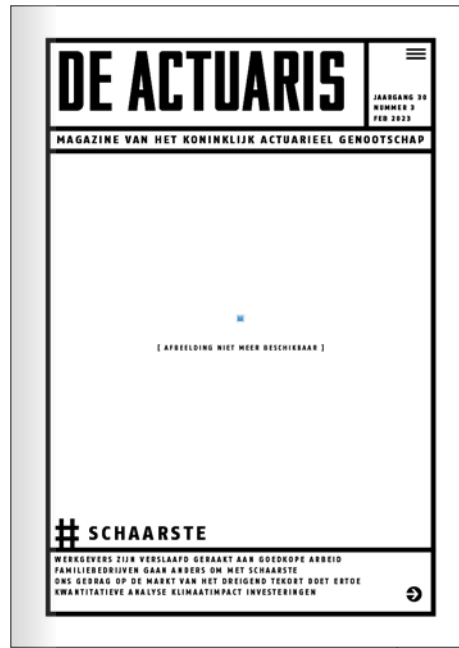 DE ACTUARIS
JAARGANG 30
NUMMER 3
FEB 2023
MAGAZINE VAN HET KONINKLIJK ACTUARIEEL GENOOTSCHAP
[ AFBEELDING NIET MEER BESCHIKBAAR ]
# SCHAARSTE
WERKGEVERS ZIJN VERSLAAFD GERAAKT AAN GOEDKOPE ARBEID
FAMILIEBEDRIJVEN GAAN ANDERS OM MET SCHAARSTE
ONS GEDRAG OP DE MARKT VAN HET DREIGEND TEKORT DOET ERTOE
KWANTITATIEVE ANALYSE KLIMAATIMPACT INVESTERINGEN